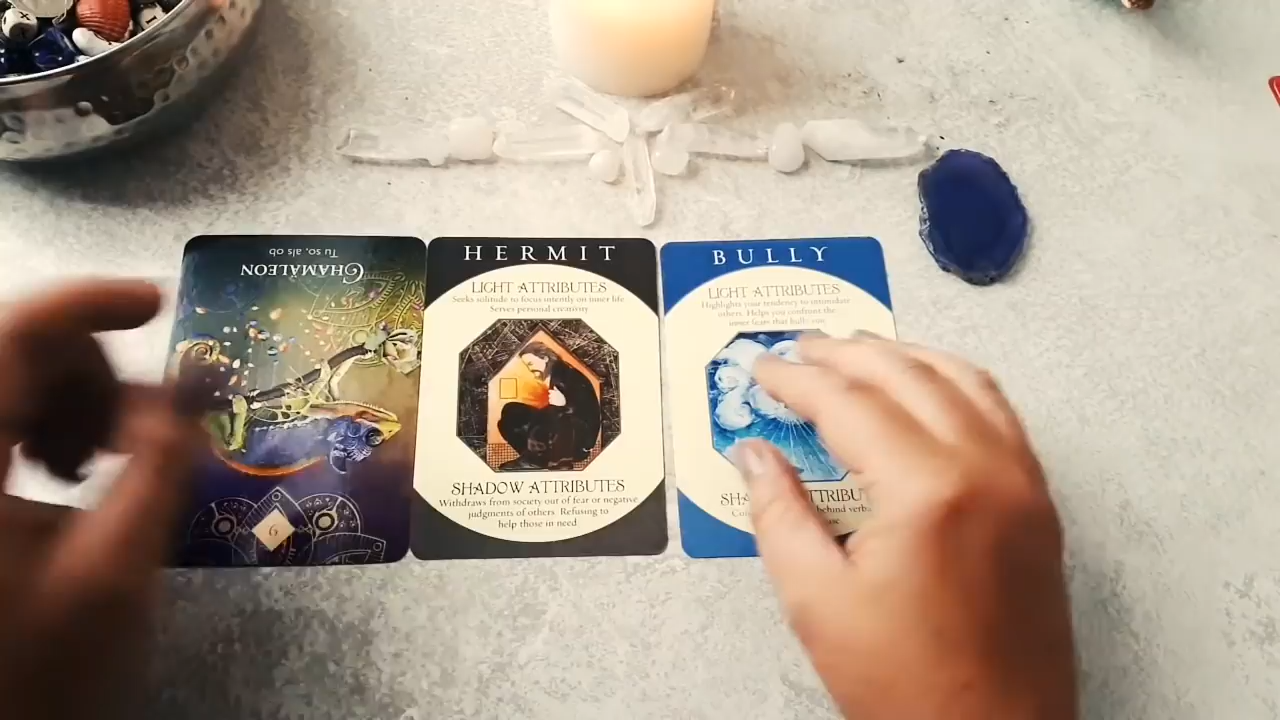 CHAMÄLEON
Tu so, als ob
6
HERMIT
LIGHT ATTRIBUTES
Seeks solitude to focus intently on inner life
Serves personal creativity
SHADOW ATTRIBUTES
Withdraws from society out of fear or negative
judgments of others. Refusing to
help those in need
BULLY
LIGHT ATTRIBUTES
Highlights your tendency to intimidate
others. Helps you confront the
inner fears that bully you
behind